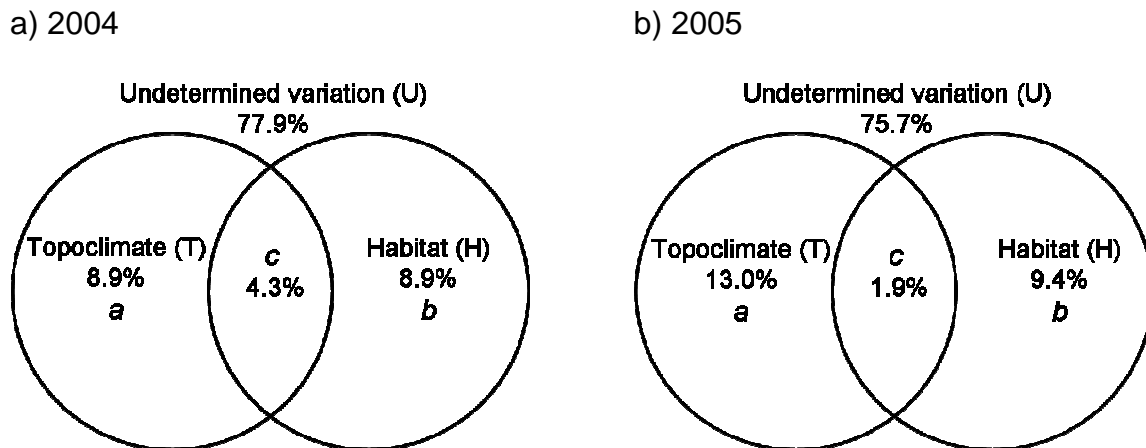 a) 2004
Undetermined variation (U)
77.9%
Topoclimate (T)
8.9%
a
c
4.3%
Habitat (H)
8.9%
b
b) 2005
Undetermined variation (U)
75.7%
Topoclimate (T)
13.0%
a
c
1.9%
Habitat (H)
9.4%
b